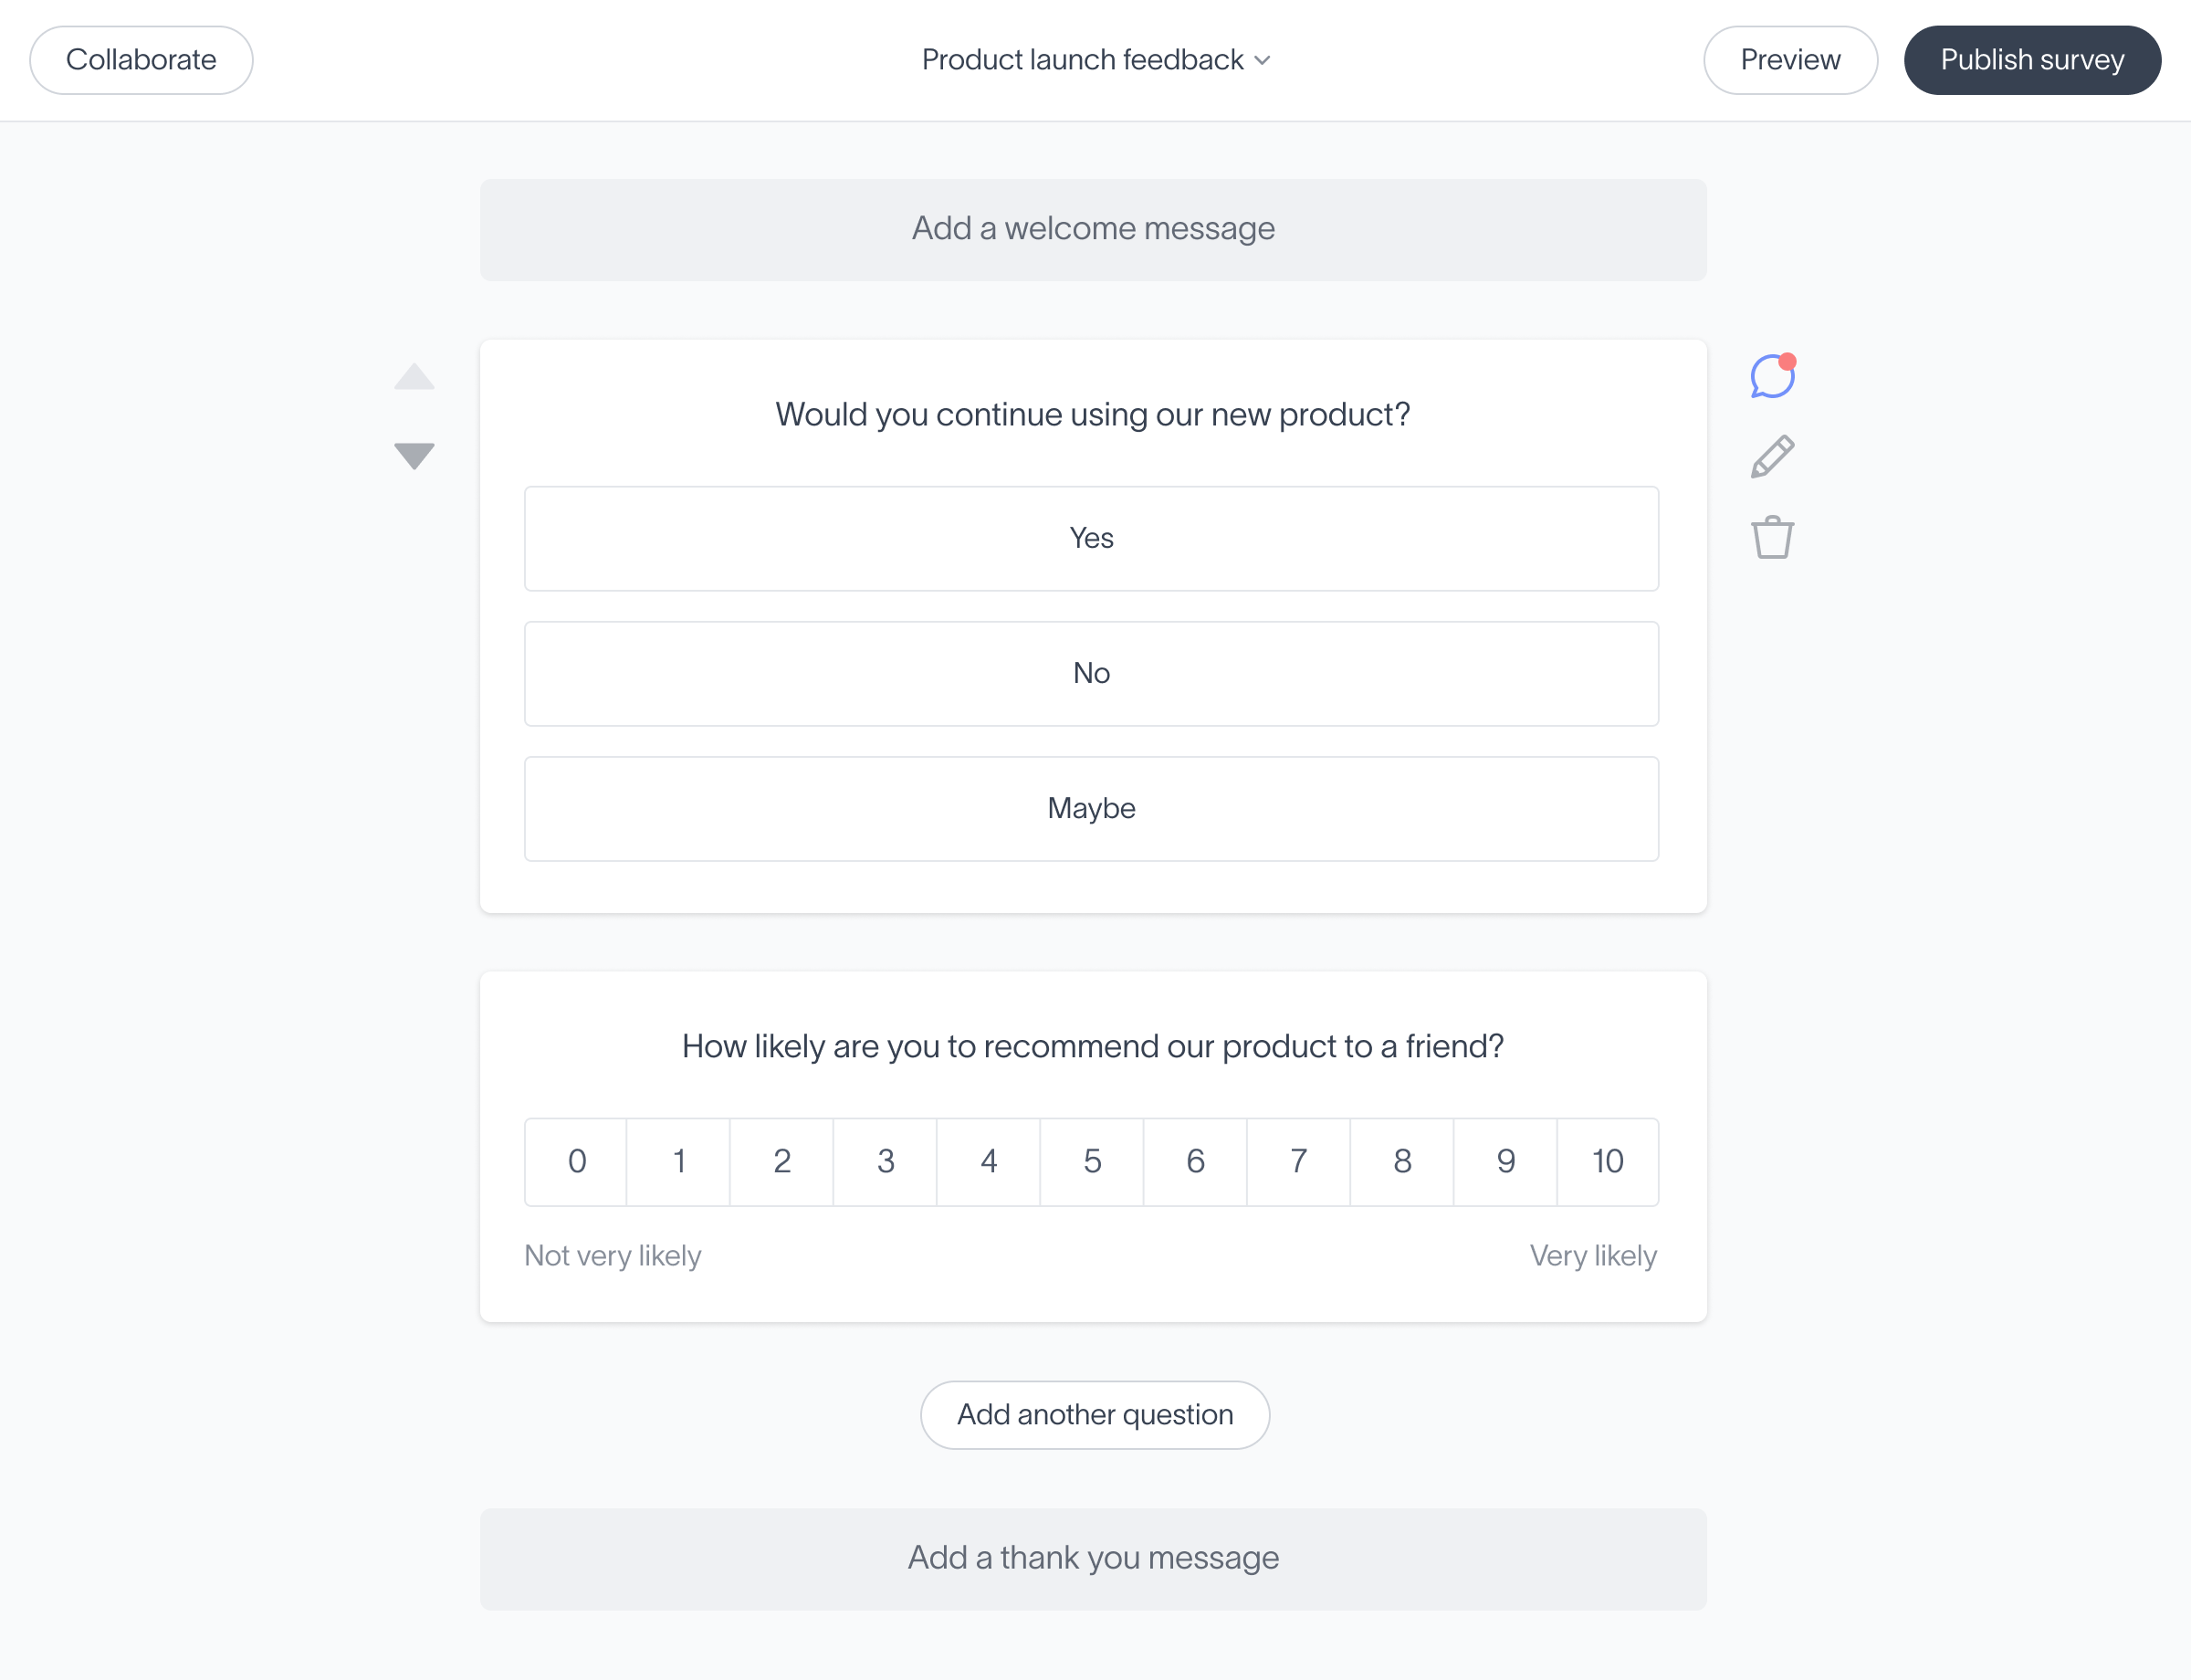 Collaborate
Product launch feedback
Preview
Publish survey
Add a welcome message
Would you continue using our new product?
Yes
No
Maybe
How likely are you to recommend our product to a friend?
0 1 2 3 4 5 6 7 8 9 10
Not very likely
Very likely
Add another question
Add a thank you message